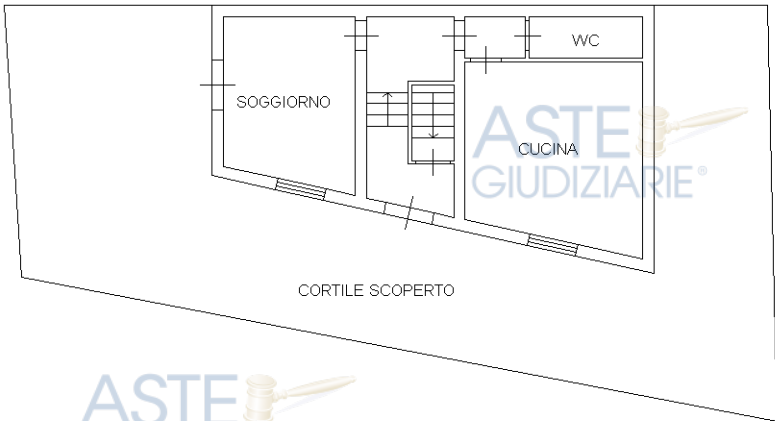 WC
SOGGIORNO
CUCINA
ASTE
GIUDIZIARIE®
CORTILE SCOPERTO
ASTE